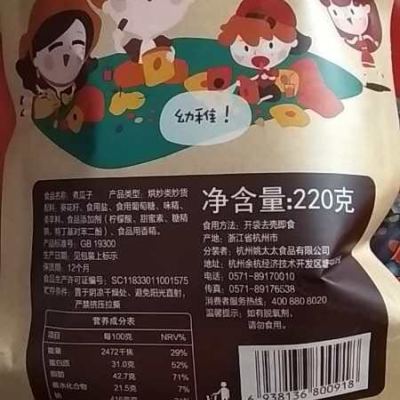 幼稚！
食品名称：煮瓜子 产品类型：烘炒类炒货
配料：葵花籽、食用盐、食用葡萄糖、味精、
香辛料、食品添加剂（柠檬酸、甜蜜素、糖精
钠、特丁基对苯二酚）、食用香精。
产品标准号：GB 19300
生产日期：见包装上标示
保质期：12个月
食品生产许可证编号：SC11833011001575
贮存条件：置于阴凉干燥处、避免阳光直射，
严禁挤压撕
净含量:220克
食用方法：开袋去壳即食
产地：浙江省杭州市
分装者：杭州姚太太食品有限公司
地址：杭州余杭经济技术开发区
电话：0571-89170010
传真：0571-89176538
消费者服务热线：400 880 8020
温馨提示：如有脱氧剂，
请勿食用。
营养成分表
项目 每100克 NRV%
能量 2472千焦 29%
蛋白质 31.0克 52%
脂肪 42.7克 71%
碳水化合物 21.5克 7%
钠
6 938136 800918